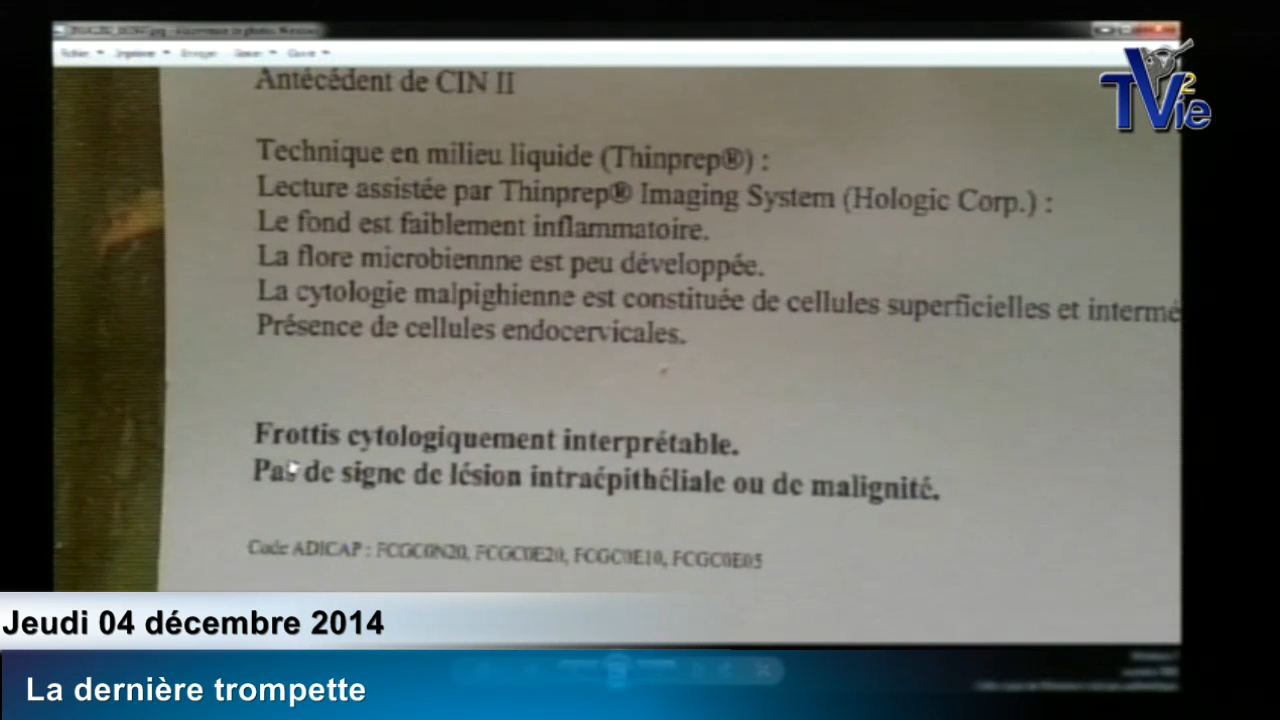 TV2Vie
Antécédent de CIN II
Technique en milieu liquide (Thinprep®) :
Lecture assistée par Thinprep® Imaging System (Hologic Corp.) :
Le fond est faiblement inflammatoire.
La flore microbiennne est peu développée.
La cytologie malpighienne est constituée de cellules superficielles et intermé
Présence de cellules endocervicales.
Frottis cytologiquement interprétable.
Pas de signe de lésion intraépithéliale ou de malignité.
Code ADICAP : FCGC0N20, FCGC0E20, FCGC0E10, FCGC0E05
Jeudi 04 décembre 2014
La dernière trompette